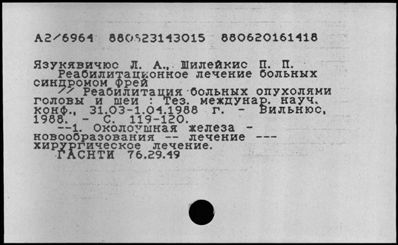 А2/6964 880523143015 880620161418
Язукявичюс Л. А., Шилейкис П. П.
Реабилитационное лечение больных
синдромом Фрей
// Реабилитация больных опухолями
головы и шеи : Тез. междунар. науч.
конф., 31.03-1.04.1988 г. - Вильнюс,
1988. - С. 119-120.
--1. Околоушная железа -
новообразования -- лечение ---
хирургическое лечение.
ГАСНТИ 76.29.49